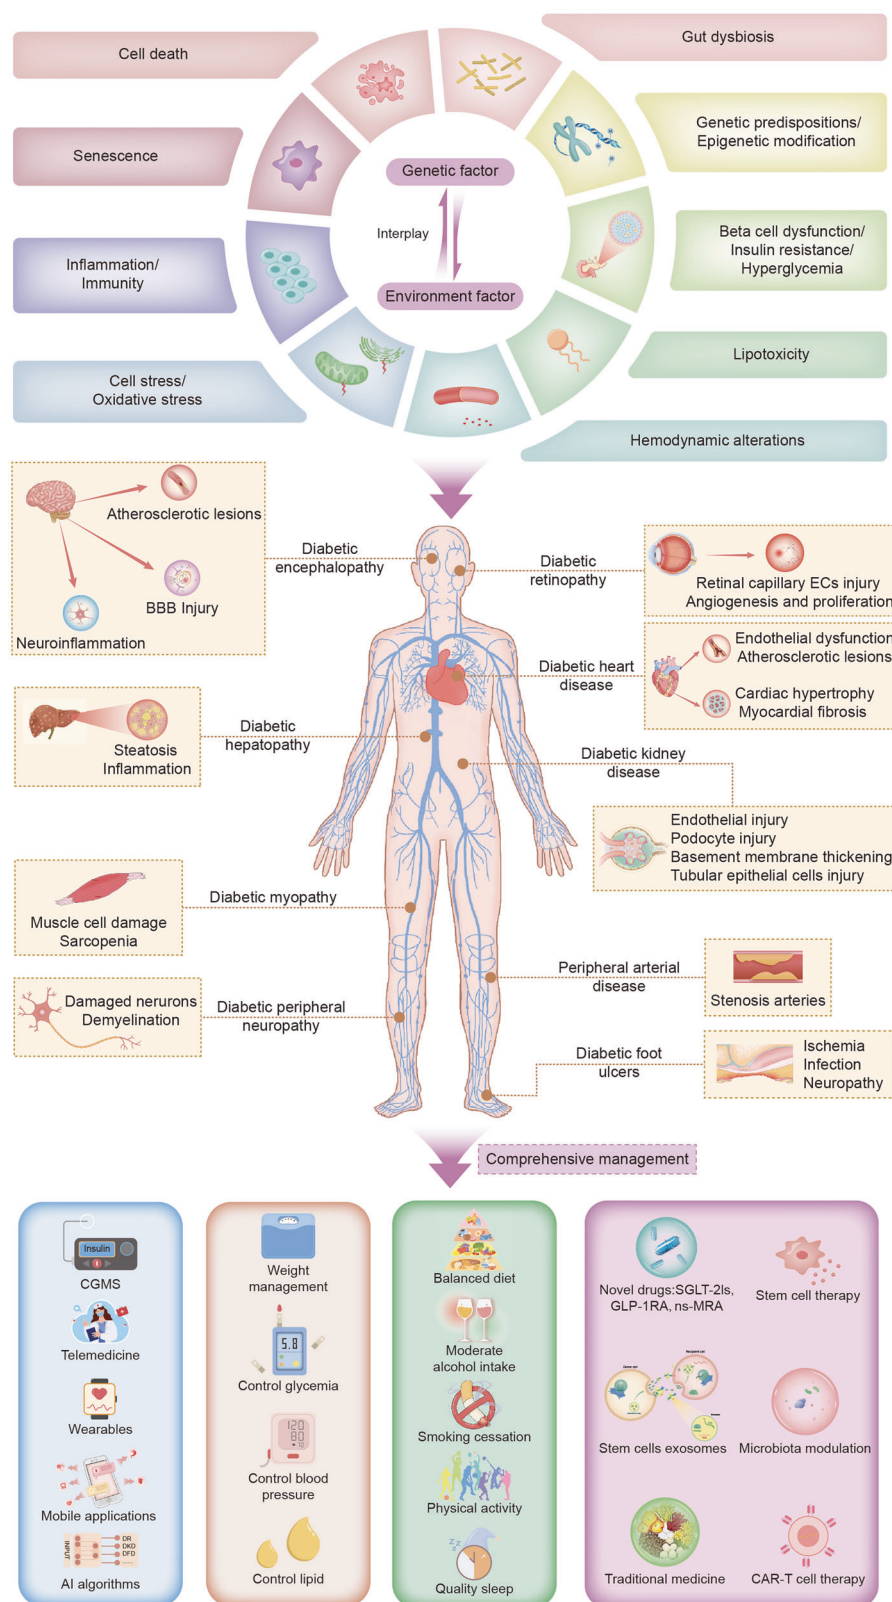 Cell death
Gut dysbiosis
Senescence
Genetic predispositions/
Epigenetic modification
Genetic factor
Interplay
Environment factor
Inflammation/
Immunity
Beta cell dysfunction/
Insulin resistance/
Hyperglycemia
Cell stress/
Oxidative stress
Lipotoxicity
Hemodynamic alterations
Atherosclerotic lesions
BBB Injury
Neuroinflammation
Diabetic
encephalopathy
Diabetic
retinopathy
Retinal capillary ECs injury
Angiogenesis and proliferation
Diabetic heart
disease
Endothelial dysfunction
Atherosclerotic lesions
Cardiac hypertrophy
Myocardial fibrosis
Steatosis
Inflammation
Diabetic
hepatopathy
Diabetic kidney
disease
Endothelial injury
Podocyte injury
Basement membrane thickening
Tubular epithelial cells injury
Muscle cell damage
Sarcopenia
Diabetic myopathy
Peripheral arterial
disease
Stenosis arteries
Damaged nerurons
Demyelination
Diabetic peripheral
neuropathy
Diabetic foot
ulcers
Ischemia
Infection
Neuropathy
Comprehensive management
Insulin
CGMS
Telemedicine
Wearables
Mobile applications
INPUT
DR
DKD
DFD
AI algorithms
Weight
management
5.8
Control glycemia
120
80
70
Control blood
pressure
Control lipid
Balanced diet
Moderate
alcohol intake
Smoking cessation
Physical activity
Quality sleep
Novel drugs:SGLT-2Is,
GLP-1RA, ns-MRA
Stem cell therapy
Stem cells exosomes
Microbiota modulation
Traditional medicine
CAR-T cell therapy